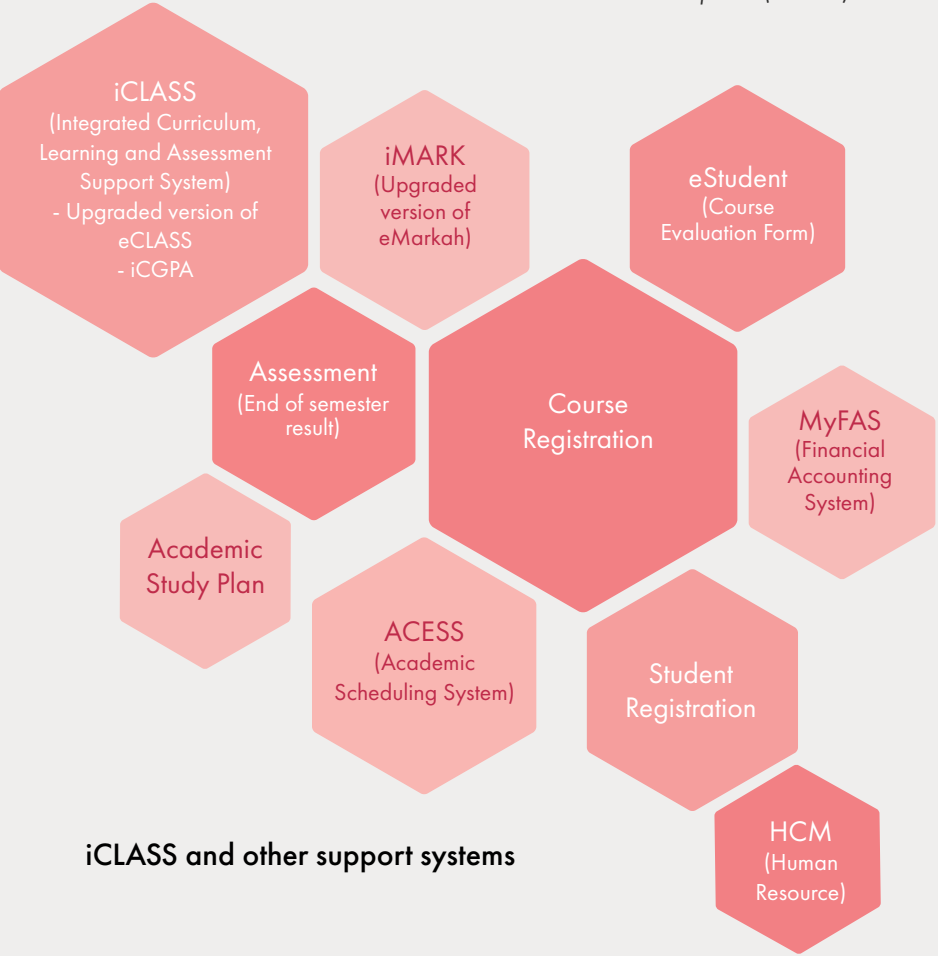 iCLASS
(Integrated Curriculum,
Learning and Assessment
Support System)
- Upgraded version of
eCLASS
- iCGPA
iMARK
(Upgraded
version of
eMarkah)
eStudent
(Course
Evaluation Form)
Assessment
(End of semester
result)
Course
Registration
MyFAS
(Financial
Accounting
System)
Academic
Study Plan
ACESS
(Academic
Scheduling System)
Student
Registration
HCM
(Human
Resource)
iCLASS and other support systems